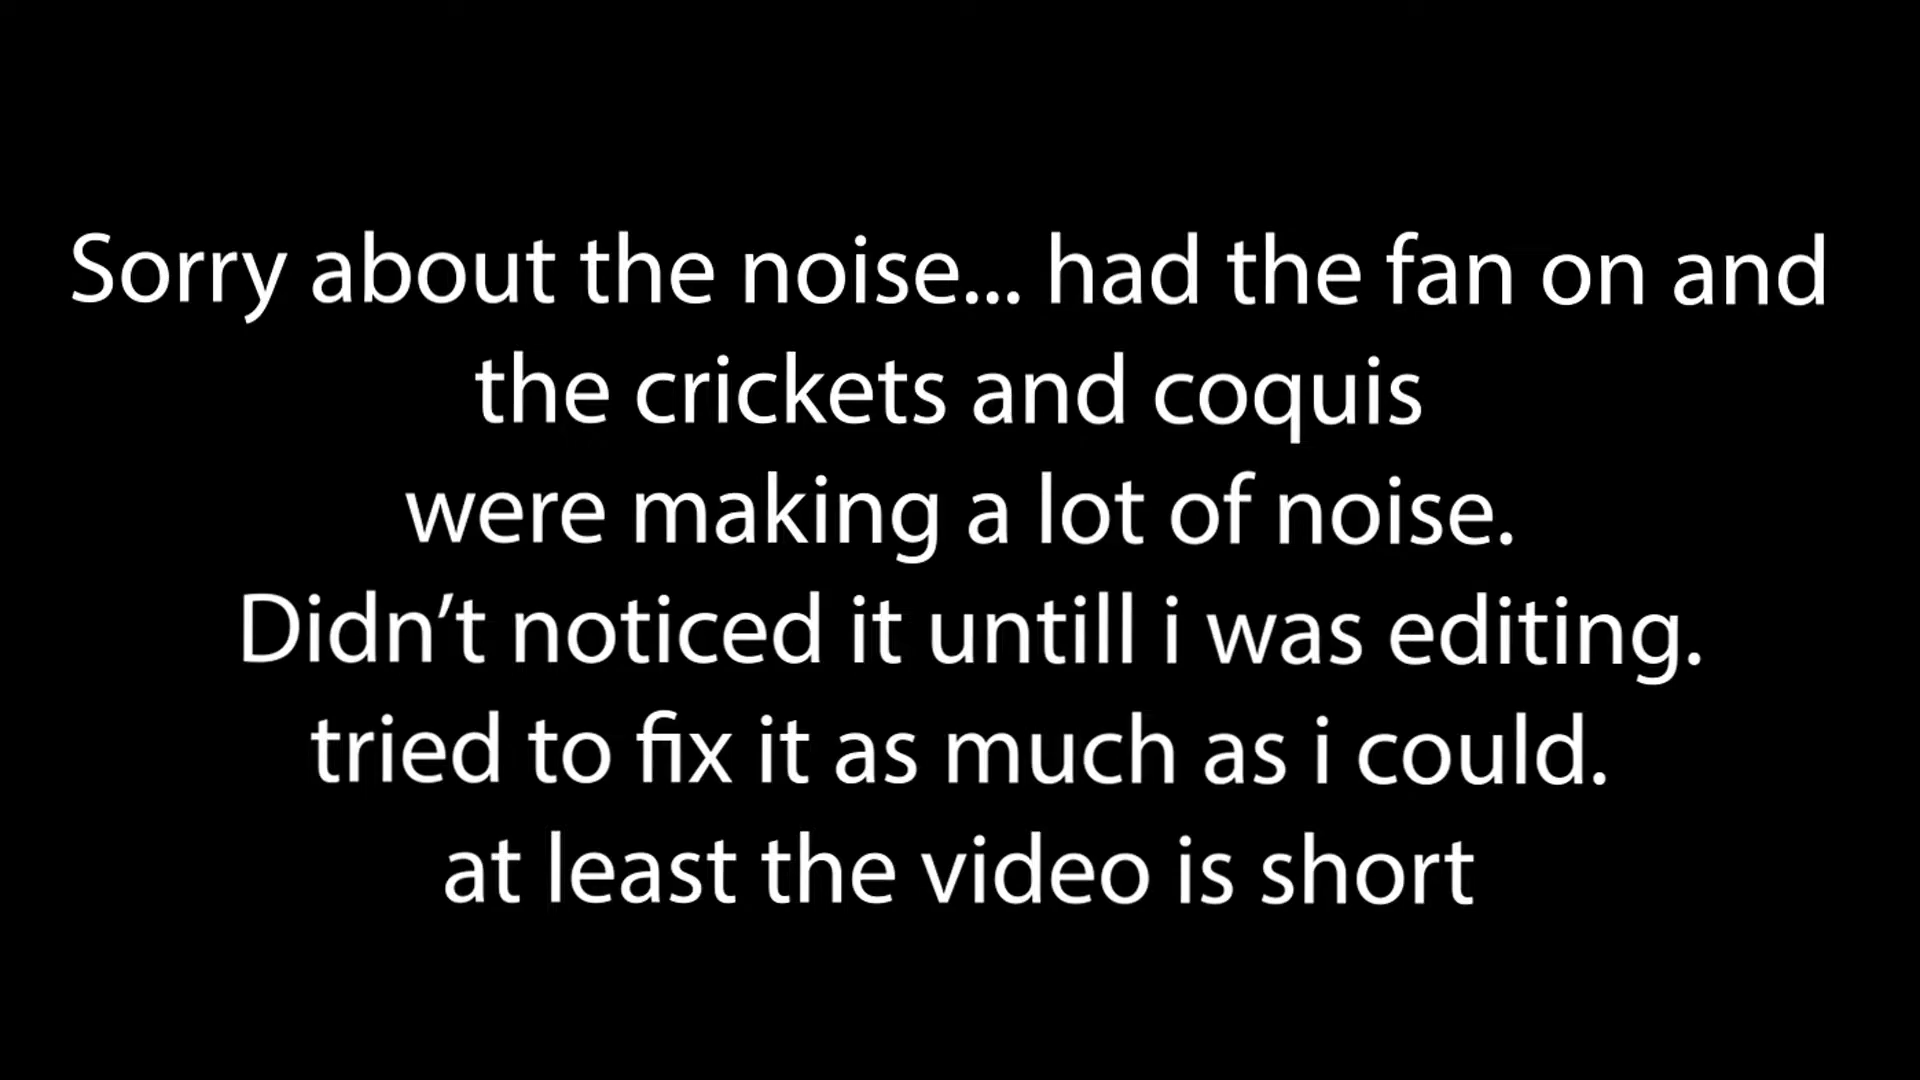 Sorry about the noise... had the fan on and
the crickets and coquis
were making a lot of noise.
Didn’t noticed it untill i was editing.
tried to fix it as much as i could.
at least the video is short